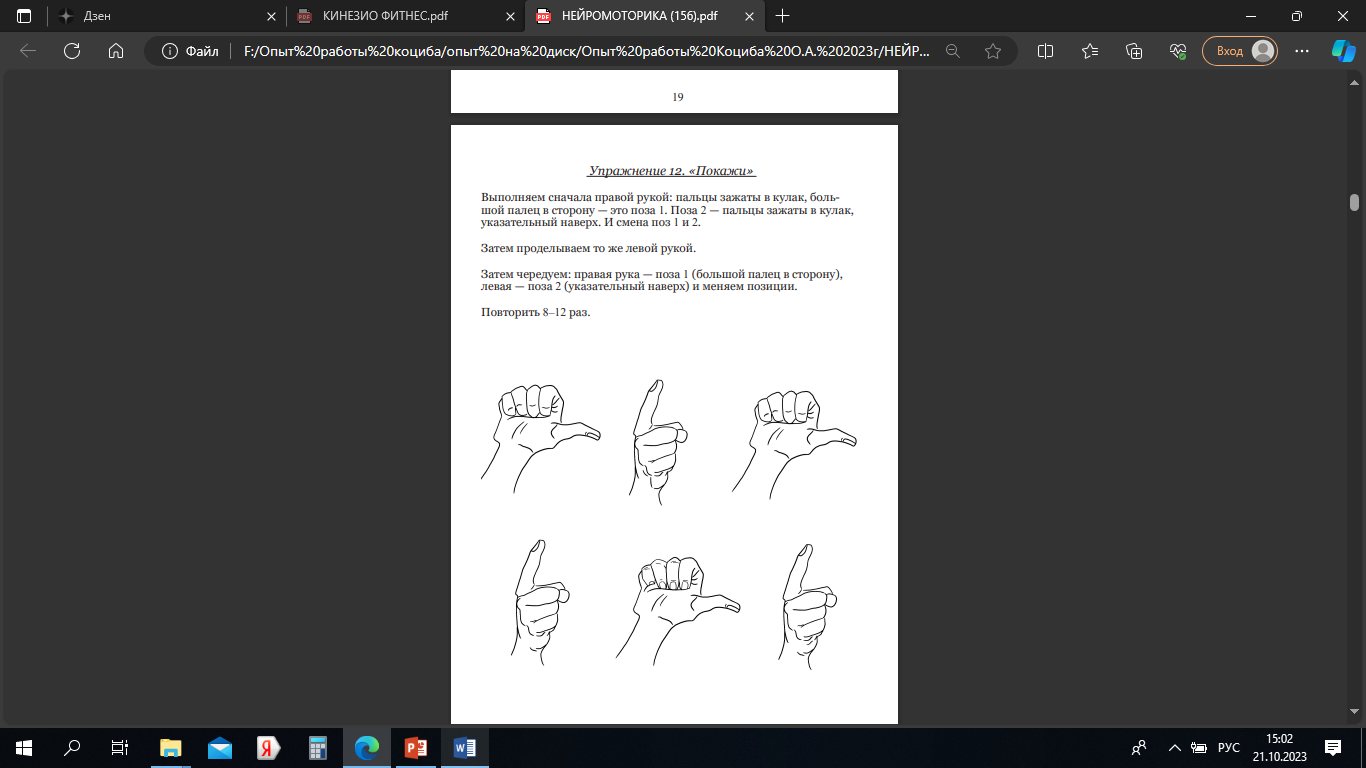 Дзен
КИНЕЗИО ФИТНЕС.pdf
НЕЙРОМОТОРИКА (156).pdf
Файл
F:/Опыт%20работы%20коциба/опыт%20на%20диск/Опыт%20работы%20Коциба%20О.А.%202023г/НЕЙР...
Вход
19
Упражнение 12. «Покажи»
Выполняем сначала правой рукой: пальцы зажаты в кулак, боль-
шой палец в сторону — это поза 1. Поза 2 — пальцы зажаты в кулак,
указательный наверх. И смена поз 1 и 2.
Затем проделываем то же левой рукой.
Затем чередуем: правая рука — поза 1 (большой палец в сторону),
левая — поза 2 (указательный наверх) и меняем позиции.
Повторить 8–12 раз.
РУС
15:02
21.10.2023